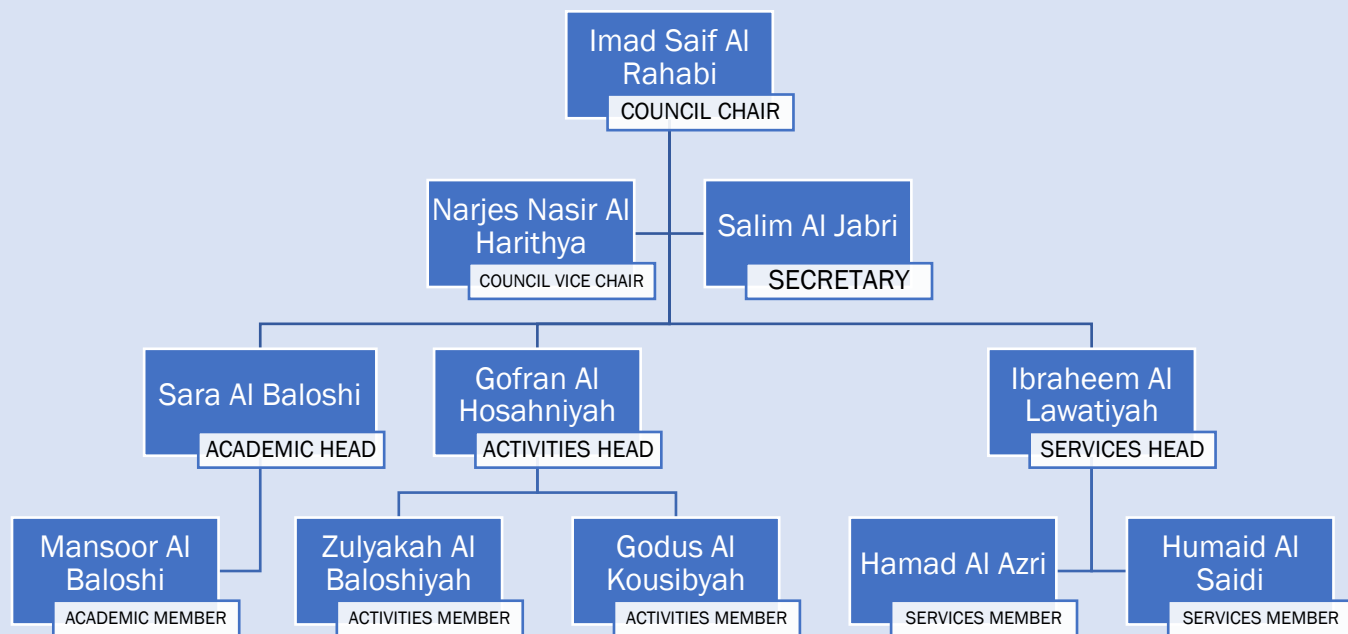 Imad Saif Al
Rahabi
COUNCIL CHAIR
Narjes Nasir Al
Harithya
COUNCIL VICE CHAIR
Salim Al Jabri
SECRETARY
Sara Al Baloshi
ACADEMIC HEAD
Gofran Al
Hosahniyah
ACTIVITIES HEAD
Ibraheem Al
Lawatiyah
SERVICES HEAD
Mansoor Al
Baloshi
ACADEMIC MEMBER
Zulyakah Al
Baloshiyah
ACTIVITIES MEMBER
Godus Al
Kousibyah
ACTIVITIES MEMBER
Hamad Al Azri
SERVICES MEMBER
Humaid Al
Saidi
SERVICES MEMBER